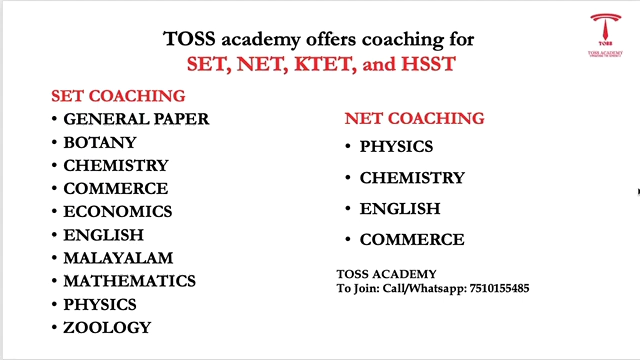 TOSS academy offers coaching for
SET, NET, KTET, and HSST
TOSS
TOSS ACADEMY
SET COACHING
• GENERAL PAPER
• BOTANY
• CHEMISTRY
• COMMERCE
• ECONOMICS
• ENGLISH
• MALAYALAM
• MATHEMATICS
• PHYSICS
• ZOOLOGY
NET COACHING
• PHYSICS
• CHEMISTRY
• ENGLISH
• COMMERCE
TOSS ACADEMY
To Join: Call/Whatsapp: 7510155485